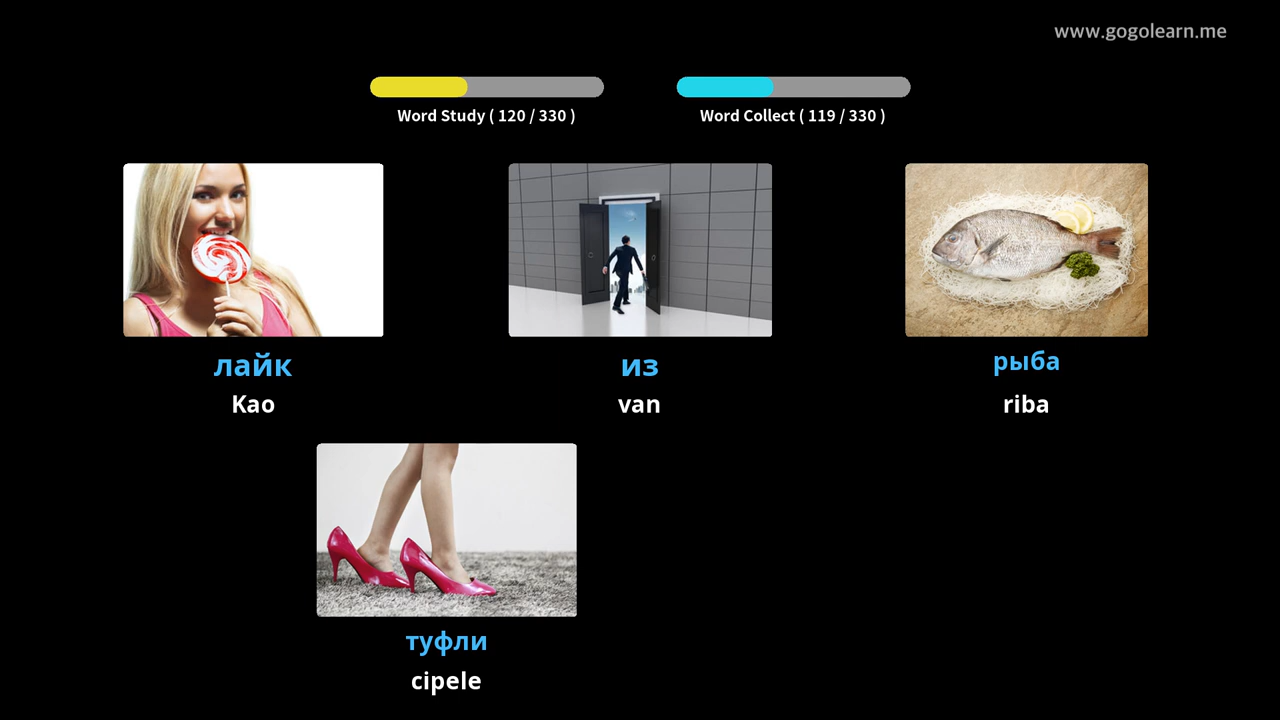 www.gogolearn.me
Word Study ( 120 / 330 )
Word Collect ( 119 / 330 )
лайк
Kao
из
van
рыба
riba
туфли
cipele